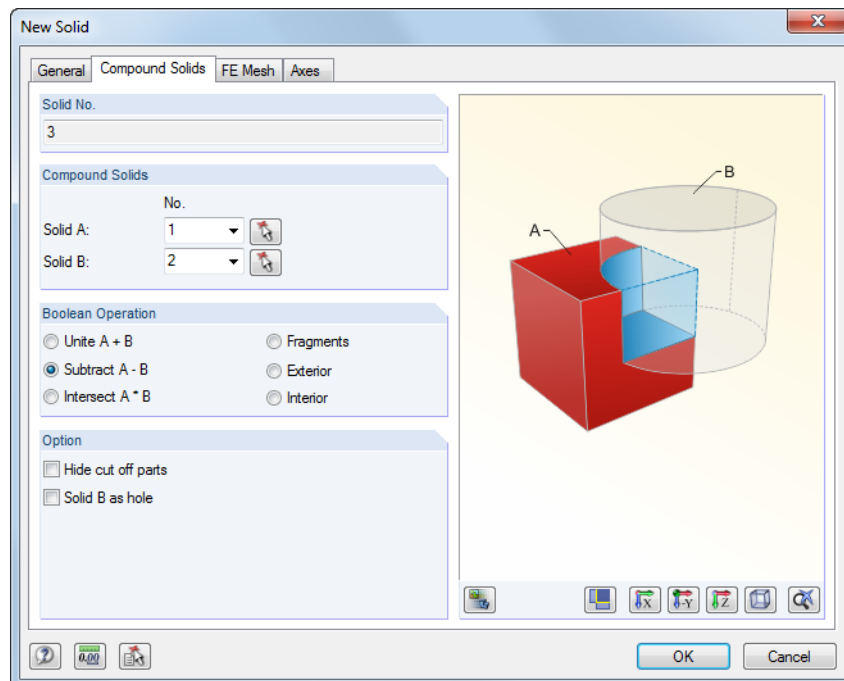 New Solid
General Compound Solids FE Mesh Axes
Solid No.
3
Compound Solids
No.
Solid A: 1
Solid B: 2
Boolean Operation
Unite A + B Fragments
Subtract A - B Exterior
Intersect A * B Interior
Option
Hide cut off parts
Solid B as hole
A
B
X -Y Z
0.00
OK Cancel